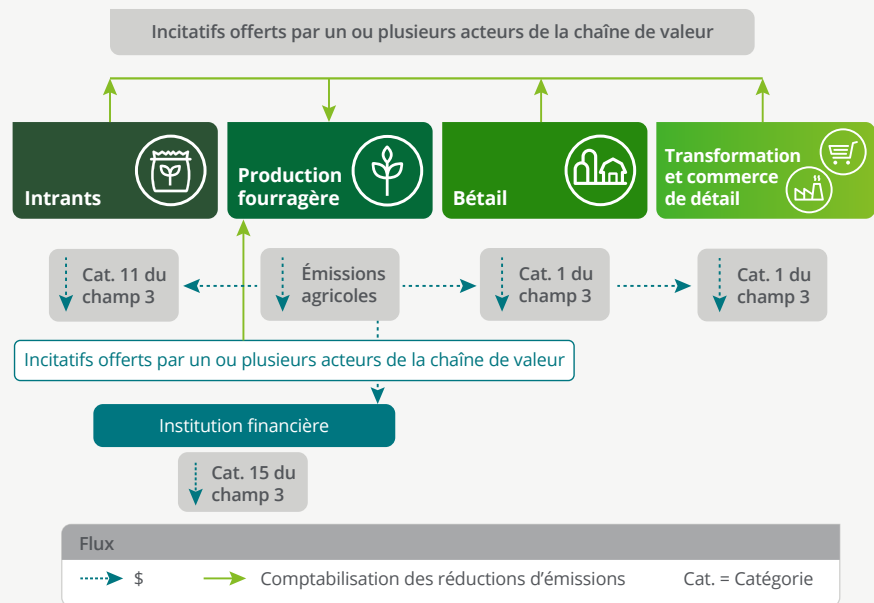 Incitatifs offerts par un ou plusieurs acteurs de la chaîne de valeur
Intrants
Production
fourragère
Bétail
Transformation
et commerce
de détail
Cat. 11 du
champ 3
Émissions
agricoles
Cat. 1 du
champ 3
Cat. 1 du
champ 3
Incitatifs offerts par un ou plusieurs acteurs de la chaîne de valeur
Institution financière
Cat. 15 du
champ 3
Flux
$
Comptabilisation des réductions d’émissions
Cat. = Catégorie